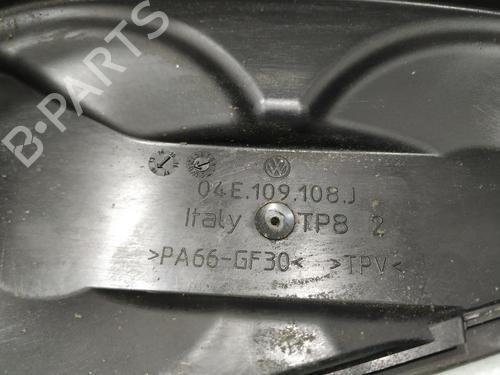 B-PARTS
04E.109.108.J
Italy TP8 2
>PA66-GF30< >TPV<